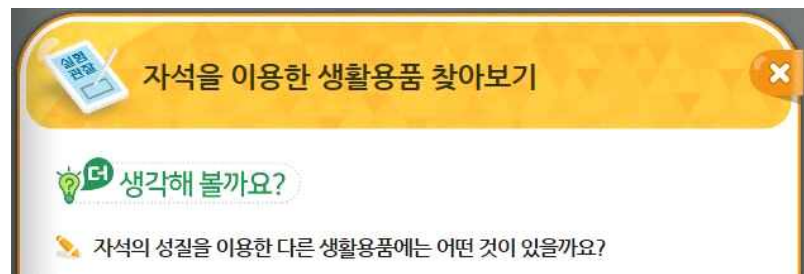 실험
관찰
자석을 이용한 생활용품 찾아보기
더 생각해 볼까요?
자석의 성질을 이용한 다른 생활용품에는 어떤 것이 있을까요?